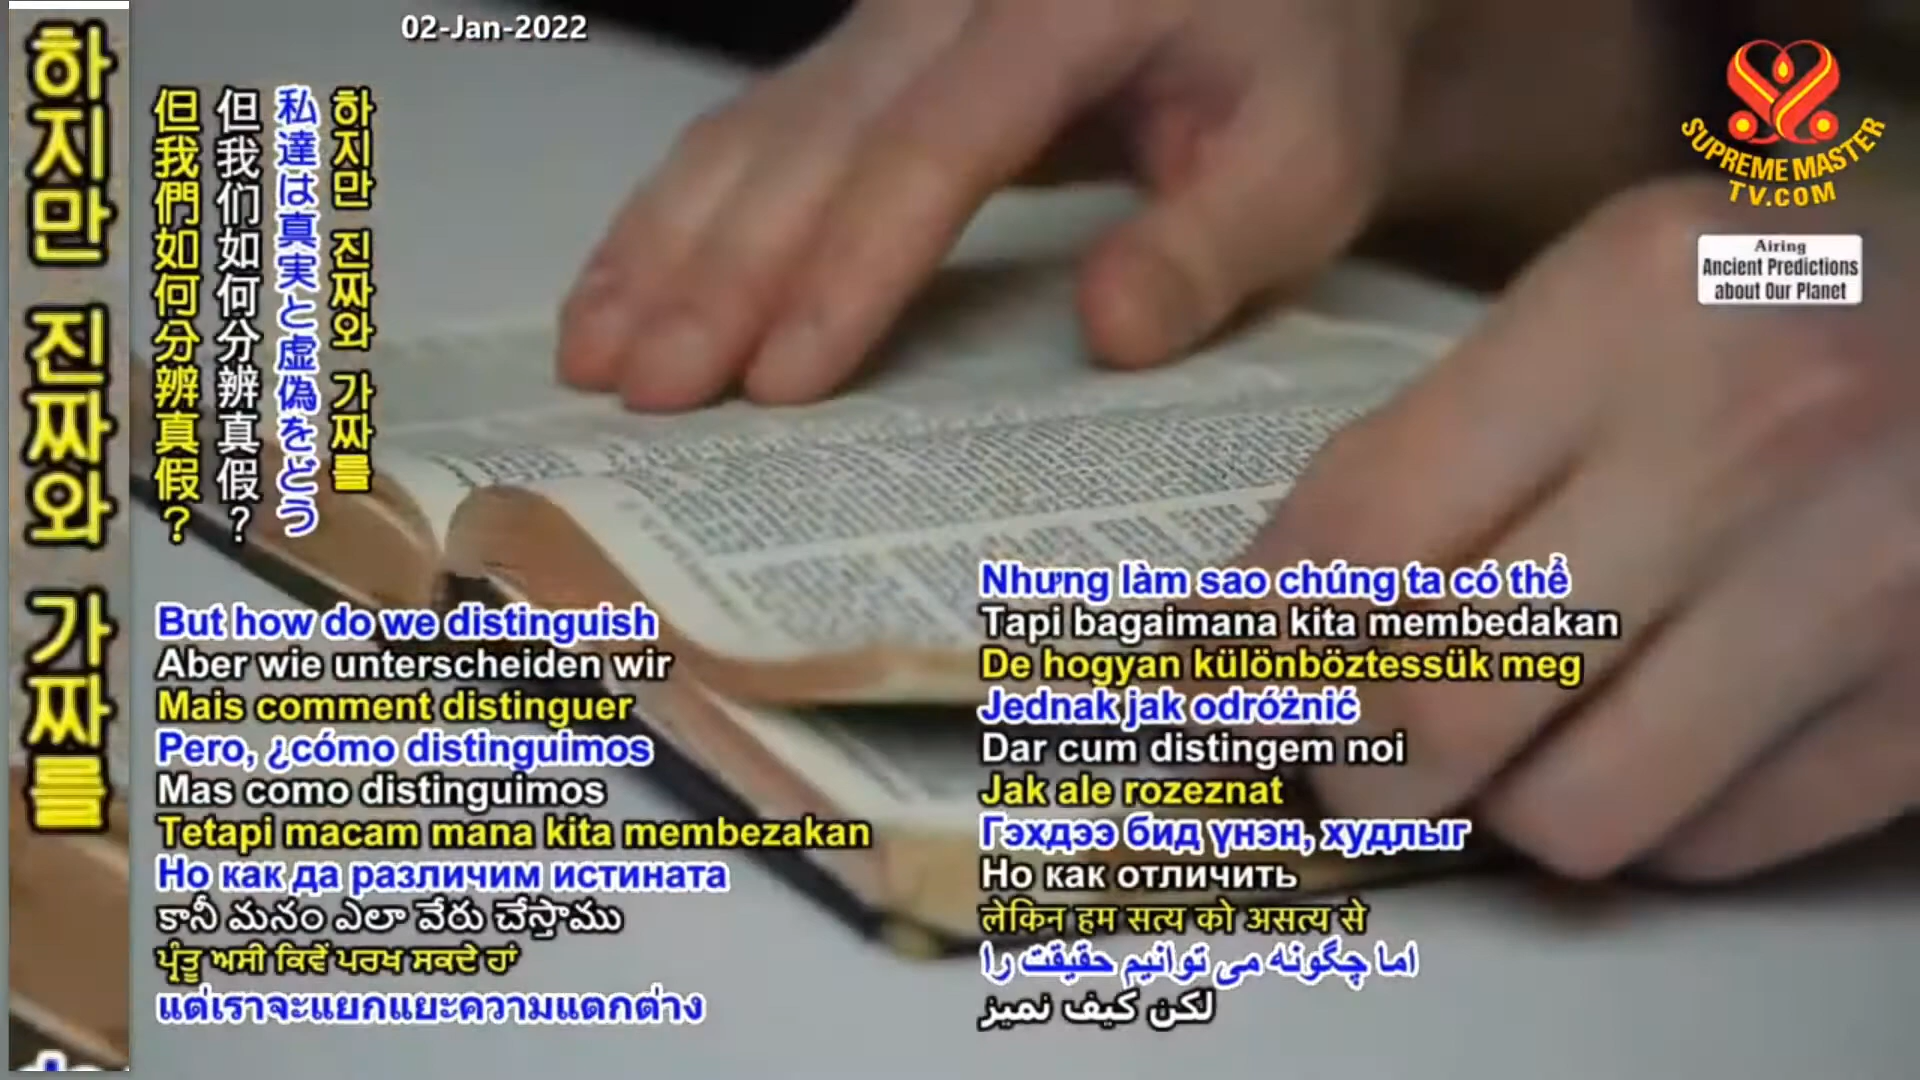 02-Jan-2022
하지만 진짜와 가짜를
하지만 진짜와 가짜를
私達は真実と虚偽をどう
但我们如何分辨真假？
但我們如何分辨真假？
SUPREME MASTER
TV.COM
Airing
Ancient Predictions
about Our Planet
But how do we distinguish
Aber wie unterscheiden wir
Mais comment distinguer
Pero, ¿cómo distinguimos
Mas como distinguimos
Tetapi macam mana kita membezakan
Но как да различим истината
కానీ మనం ఎలా వేరు చేస్తాము
ਪ੍ਰੰਤੂ ਅਸੀ ਕਿਵੇਂ ਪਰਖ ਸਕਦੇ ਹਾਂ
แต่เราจะแยกแยะความแตกต่าง
Nhưng làm sao chúng ta có thể
Tapi bagaimana kita membedakan
De hogyan különböztessük meg
Jednak jak odróżnić
Dar cum distingem noi
Jak ale rozeznat
Гэхдээ бид үнэн, худлыг
Но как отличить
लेकिन हम सत्य को असत्य से
اما چگونه می توانیم حقیقت را
لكن كيف نميز